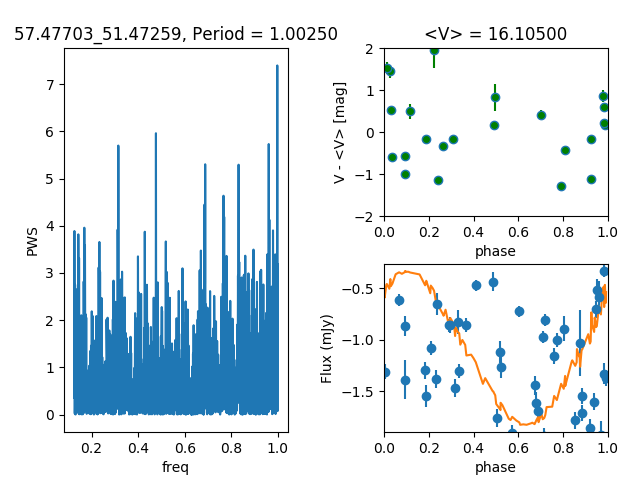 57.47703_51.47259, Period = 1.00250
7
6
5
4
3
2
1
0
PWS
0.2 0.4 0.6 0.8 1.0
freq
<V> = 16.10500
2
1
0
−1
−2
V - <V> [mag]
0.0 0.2 0.4 0.6 0.8 1.0
phase
−0.5
−1.0
−1.5
Flux (mJy)
0.0 0.2 0.4 0.6 0.8 1.0
phase